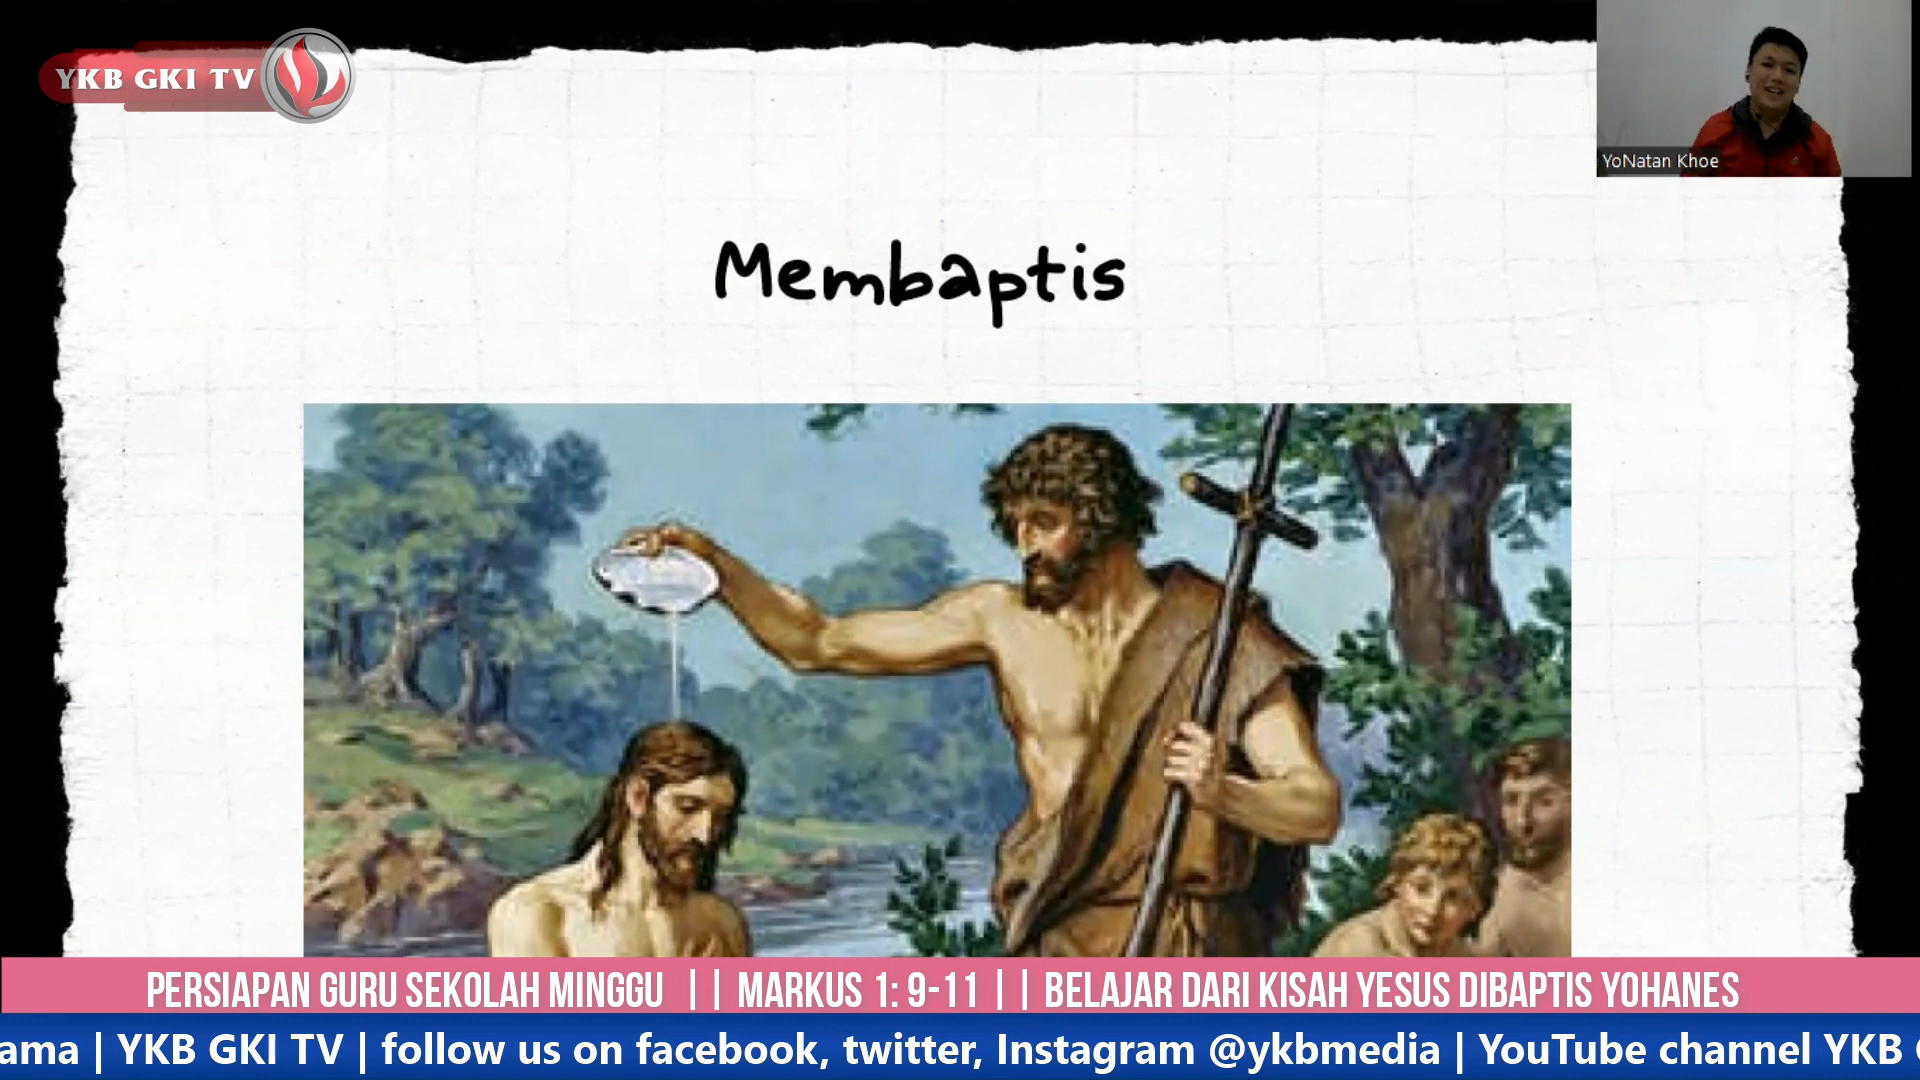 YKB GKI TV
YoNatan Khoe
Membaptis
PERSIAPAN GURU SEKOLAH MINGGU || MARKUS 1: 9-11 || BELAJAR DARI KISAH YESUS DIBAPTIS YOHANES
ama | YKB GKI TV | follow us on facebook, twitter, Instagram @ykbmedia | YouTube channel YKB